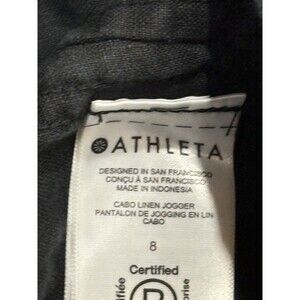 ATHLETA
DESIGNED IN SAN FRANCISCO
CONÇU À SAN FRANCISCO
MADE IN INDONESIA
CABO LINEN JOGGER
PANTALON DE JOGGING EN LIN
CABO
8
Certified
B